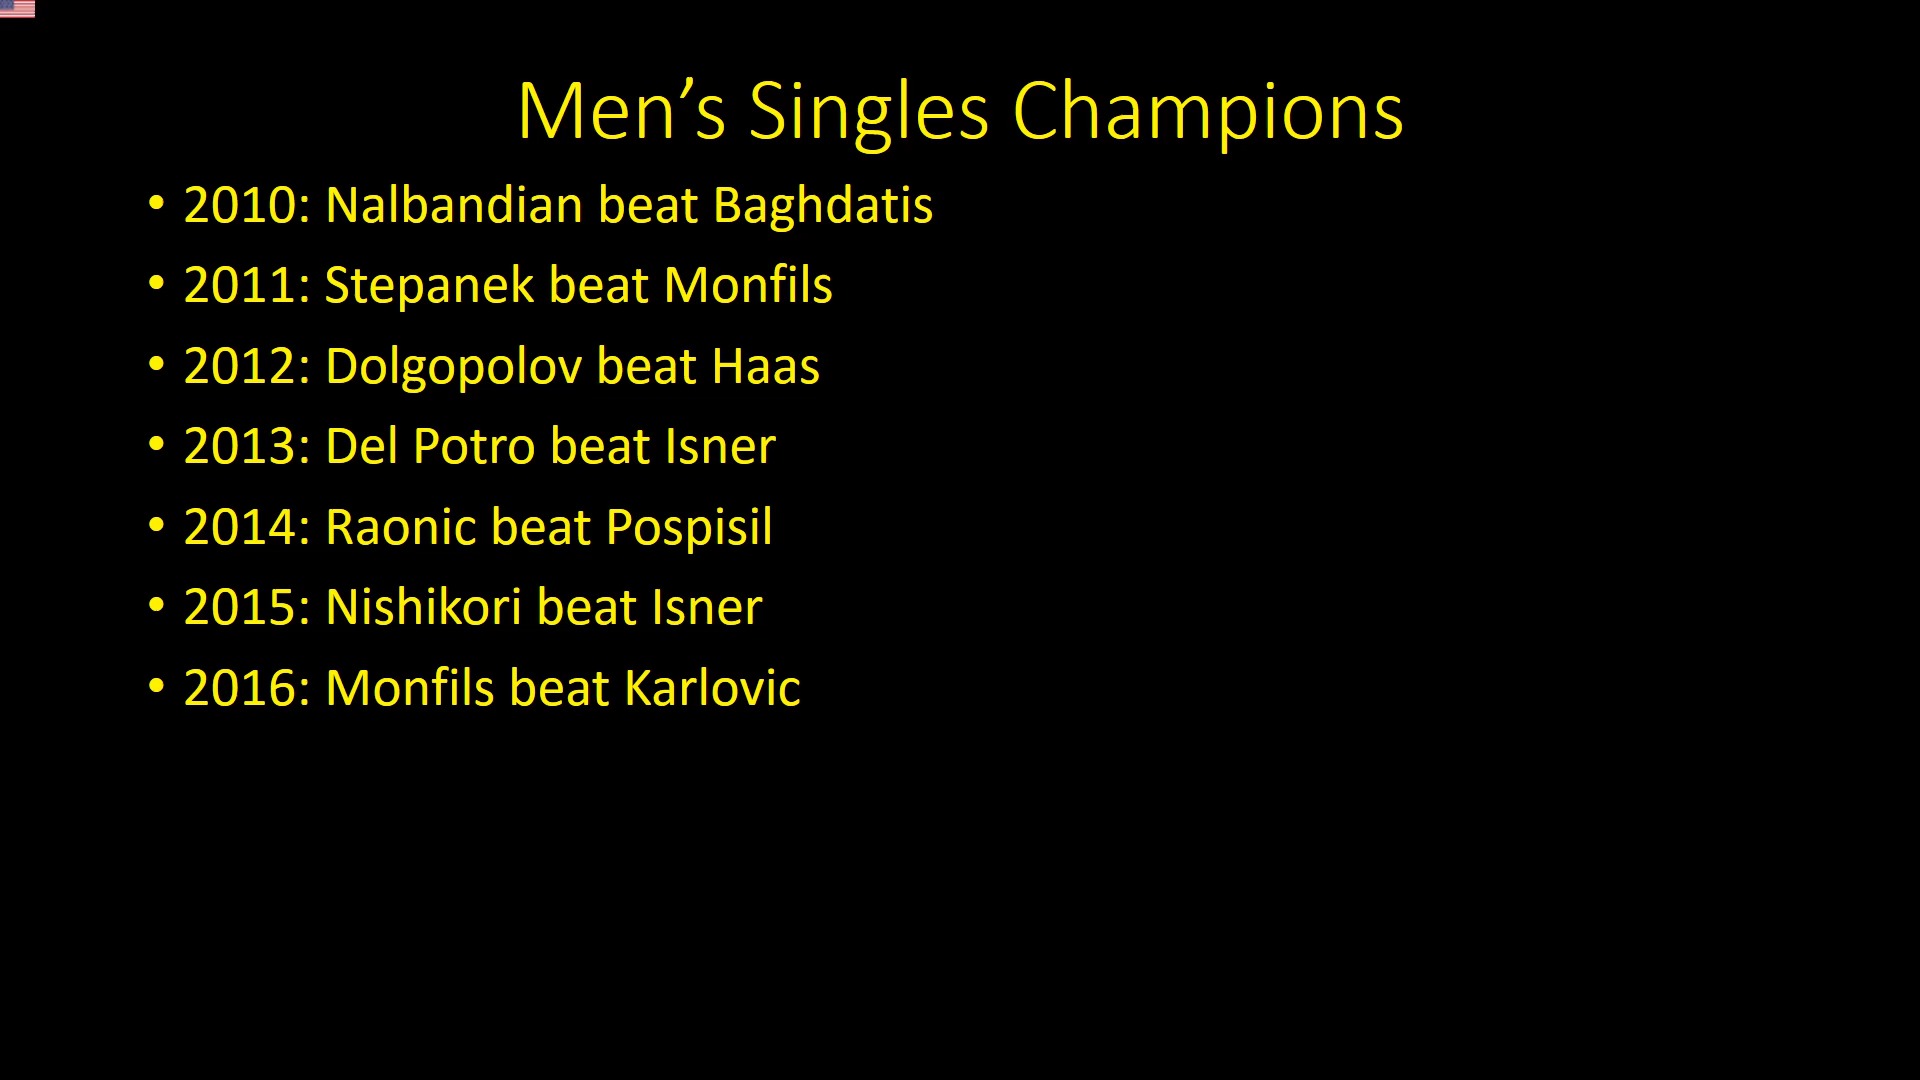 Men’s Singles Champions
• 2010: Nalbandian beat Baghdatis
• 2011: Stepanek beat Monfils
• 2012: Dolgopolov beat Haas
• 2013: Del Potro beat Isner
• 2014: Raonic beat Pospisil
• 2015: Nishikori beat Isner
• 2016: Monfils beat Karlovic